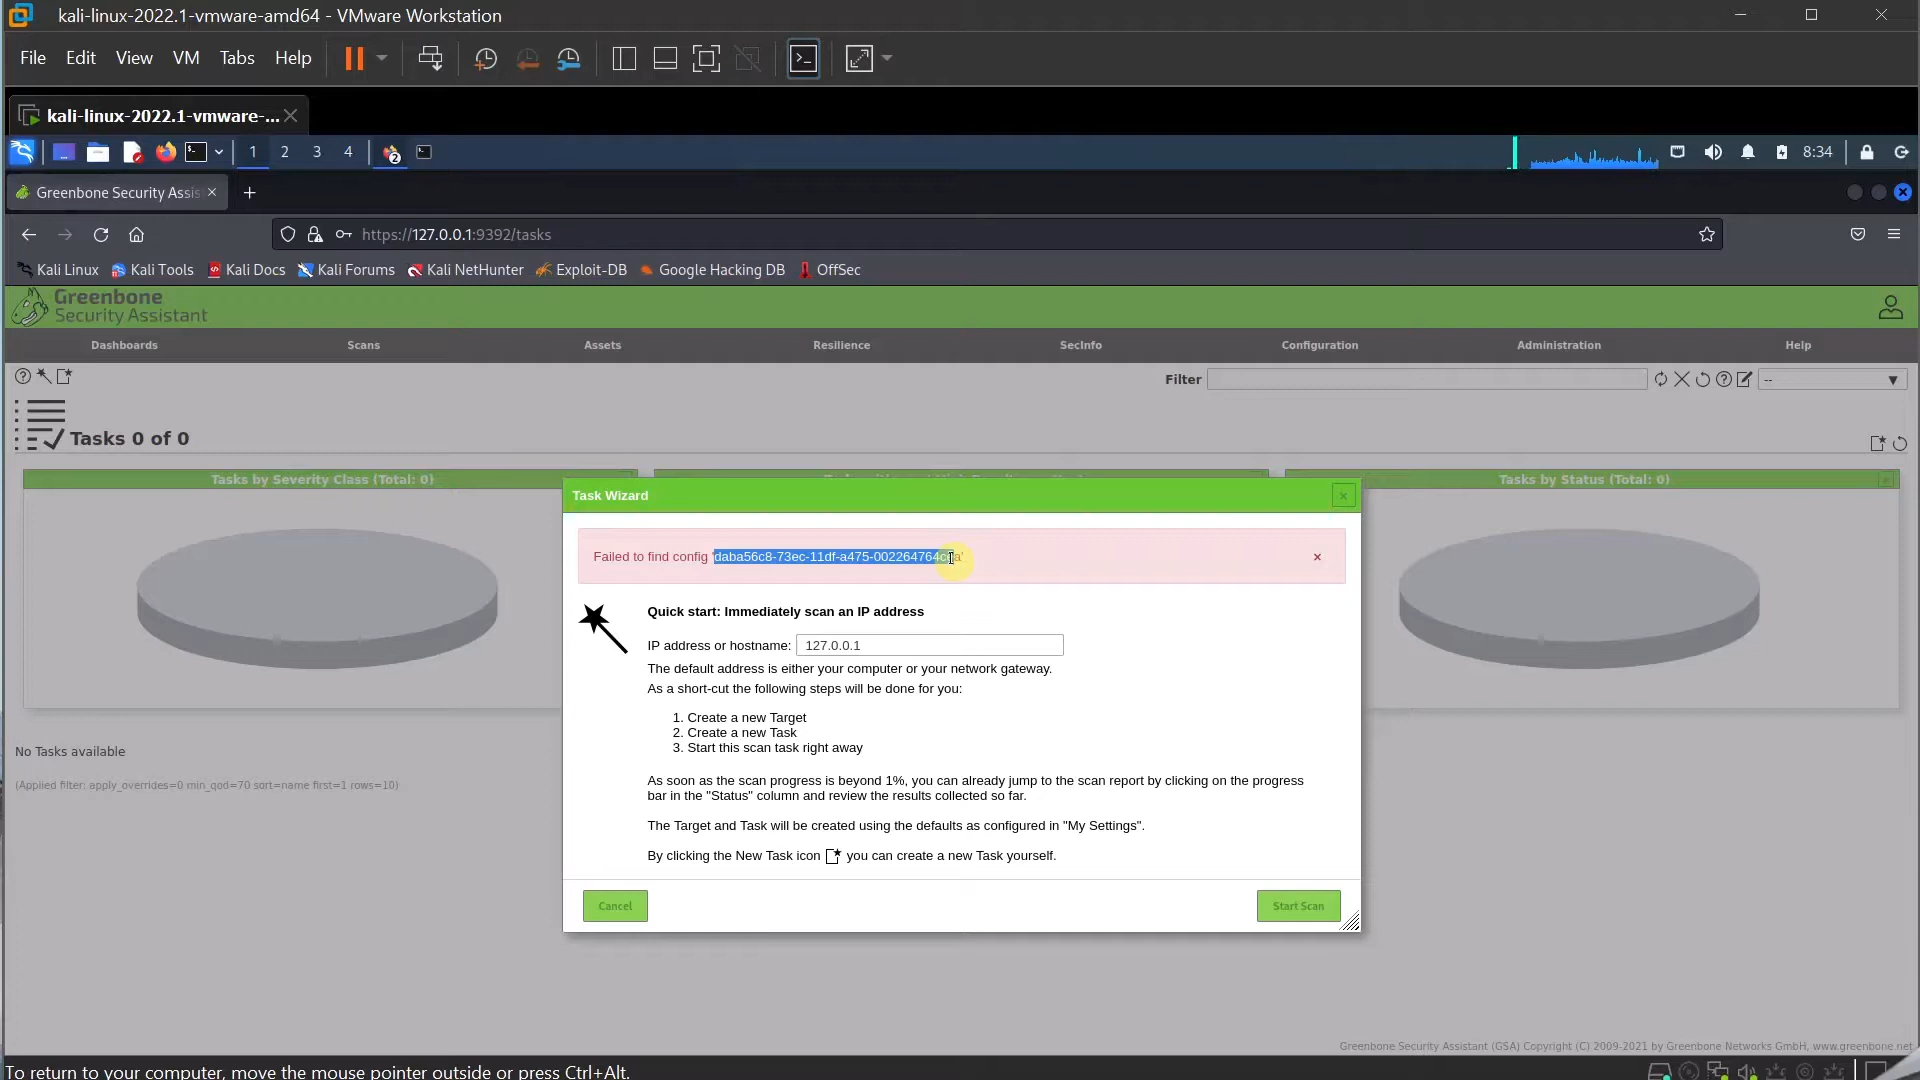 kali-linux-2022.1-vmware-amd64 - VMware Workstation
File Edit View VM Tabs Help
kali-linux-2022.1-vmware-...
1 2 3 4 2 8:34
Greenbone Security Assis
https://127.0.0.1:9392/tasks
Kali Linux Kali Tools Kali Docs Kali Forums Kali NetHunter Exploit-DB Google Hacking DB OffSec
Greenbone
Security Assistant
Dashboards Scans Assets Resilience SecInfo Configuration Administration Help
Filter --
Tasks 0 of 0
Tasks by Severity Class (Total: 0) Tasks by Status (Total: 0)
Task Wizard
Failed to find config 'daba56c8-73ec-11df-a475-002264764cea'
Quick start: Immediately scan an IP address
IP address or hostname: 127.0.0.1
The default address is either your computer or your network gateway.
As a short-cut the following steps will be done for you:
1. Create a new Target
2. Create a new Task
3. Start this scan task right away
No Tasks available
(Applied filter: apply_overrides=0 min_qod=70 sort=name first=1 rows=10)
As soon as the scan progress is beyond 1%, you can already jump to the scan report by clicking on the progress
bar in the "Status" column and review the results collected so far.
The Target and Task will be created using the defaults as configured in "My Settings".
By clicking the New Task icon you can create a new Task yourself.
Cancel Start Scan
Greenbone Security Assistant (GSA) Copyright (C) 2009-2021 by Greenbone Networks GmbH, www.greenbone.net
To return to your computer, move the mouse pointer outside or press Ctrl+Alt.